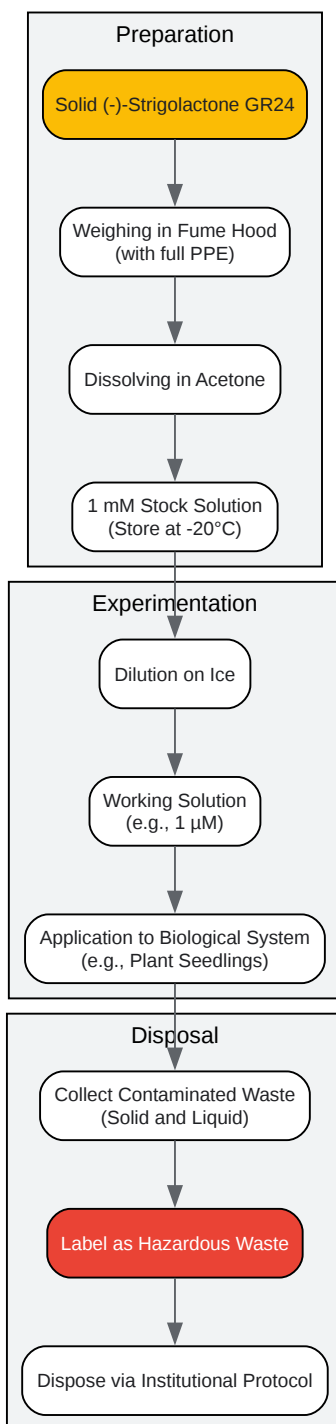 Preparation
Solid (-)-Strigolactone GR24
Weighing in Fume Hood
(with full PPE)
Dissolving in Acetone
1 mM Stock Solution
(Store at -20°C)
Experimentation
Dilution on Ice
Working Solution
(e.g., 1 µM)
Application to Biological System
(e.g., Plant Seedlings)
Disposal
Collect Contaminated Waste
(Solid and Liquid)
Label as Hazardous Waste
Dispose via Institutional Protocol